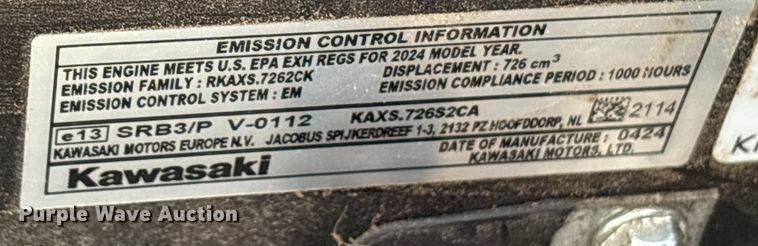 EMISSION CONTROL INFORMATION
THIS ENGINE MEETS U.S. EPA EXH REGS FOR 2024 MODEL YEAR.
EMISSION FAMILY : RKAXS.7262CK DISPLACEMENT : 726 cm³
EMISSION CONTROL SYSTEM : EM EMISSION COMPLIANCE PERIOD : 1000 HOURS
e13 SRB3/P V-0112 KAXS.726S2CA 2114
KAWASAKI MOTORS EUROPE N.V. JACOBUS SPIJKERDREEF 1-3, 2132 PZ HOOFDDORP, NL
DATE OF MANUFACTURE : 0424
Kawasaki KAWASAKI MOTORS, LTD.
Purple Wave Auction